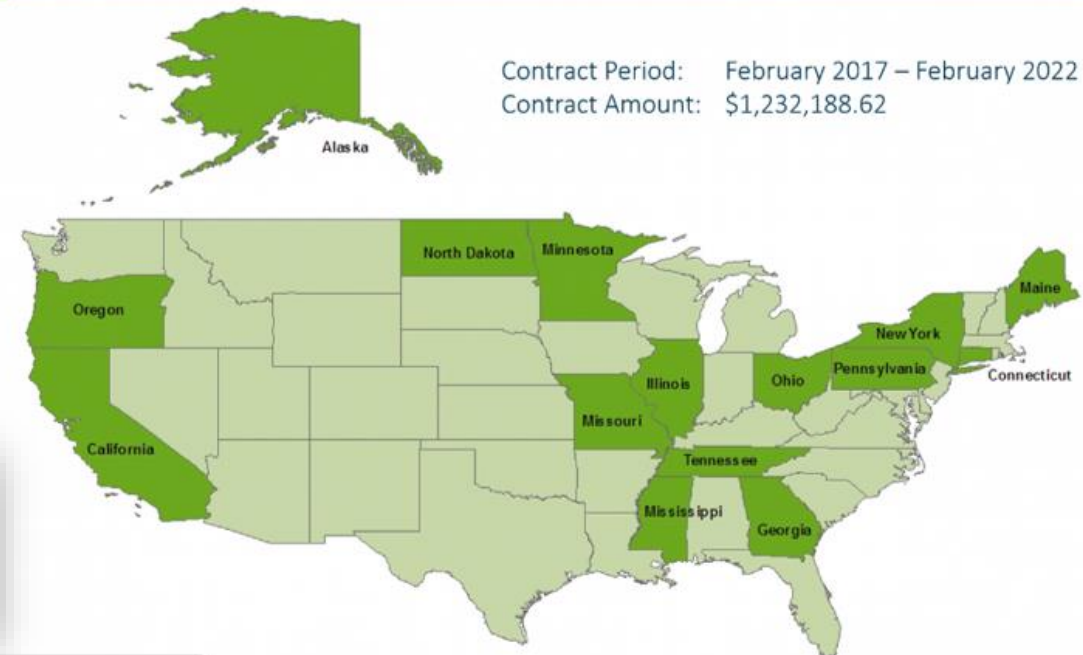 Contract Period: February 2017 – February 2022
Contract Amount: $1,232,188.62
Alaska
North Dakota
Minnesota
Maine
Oregon
New York
Pennsylvania
Connecticut
Illinois
Ohio
Missouri
California
Tennessee
Mississippi
Georgia